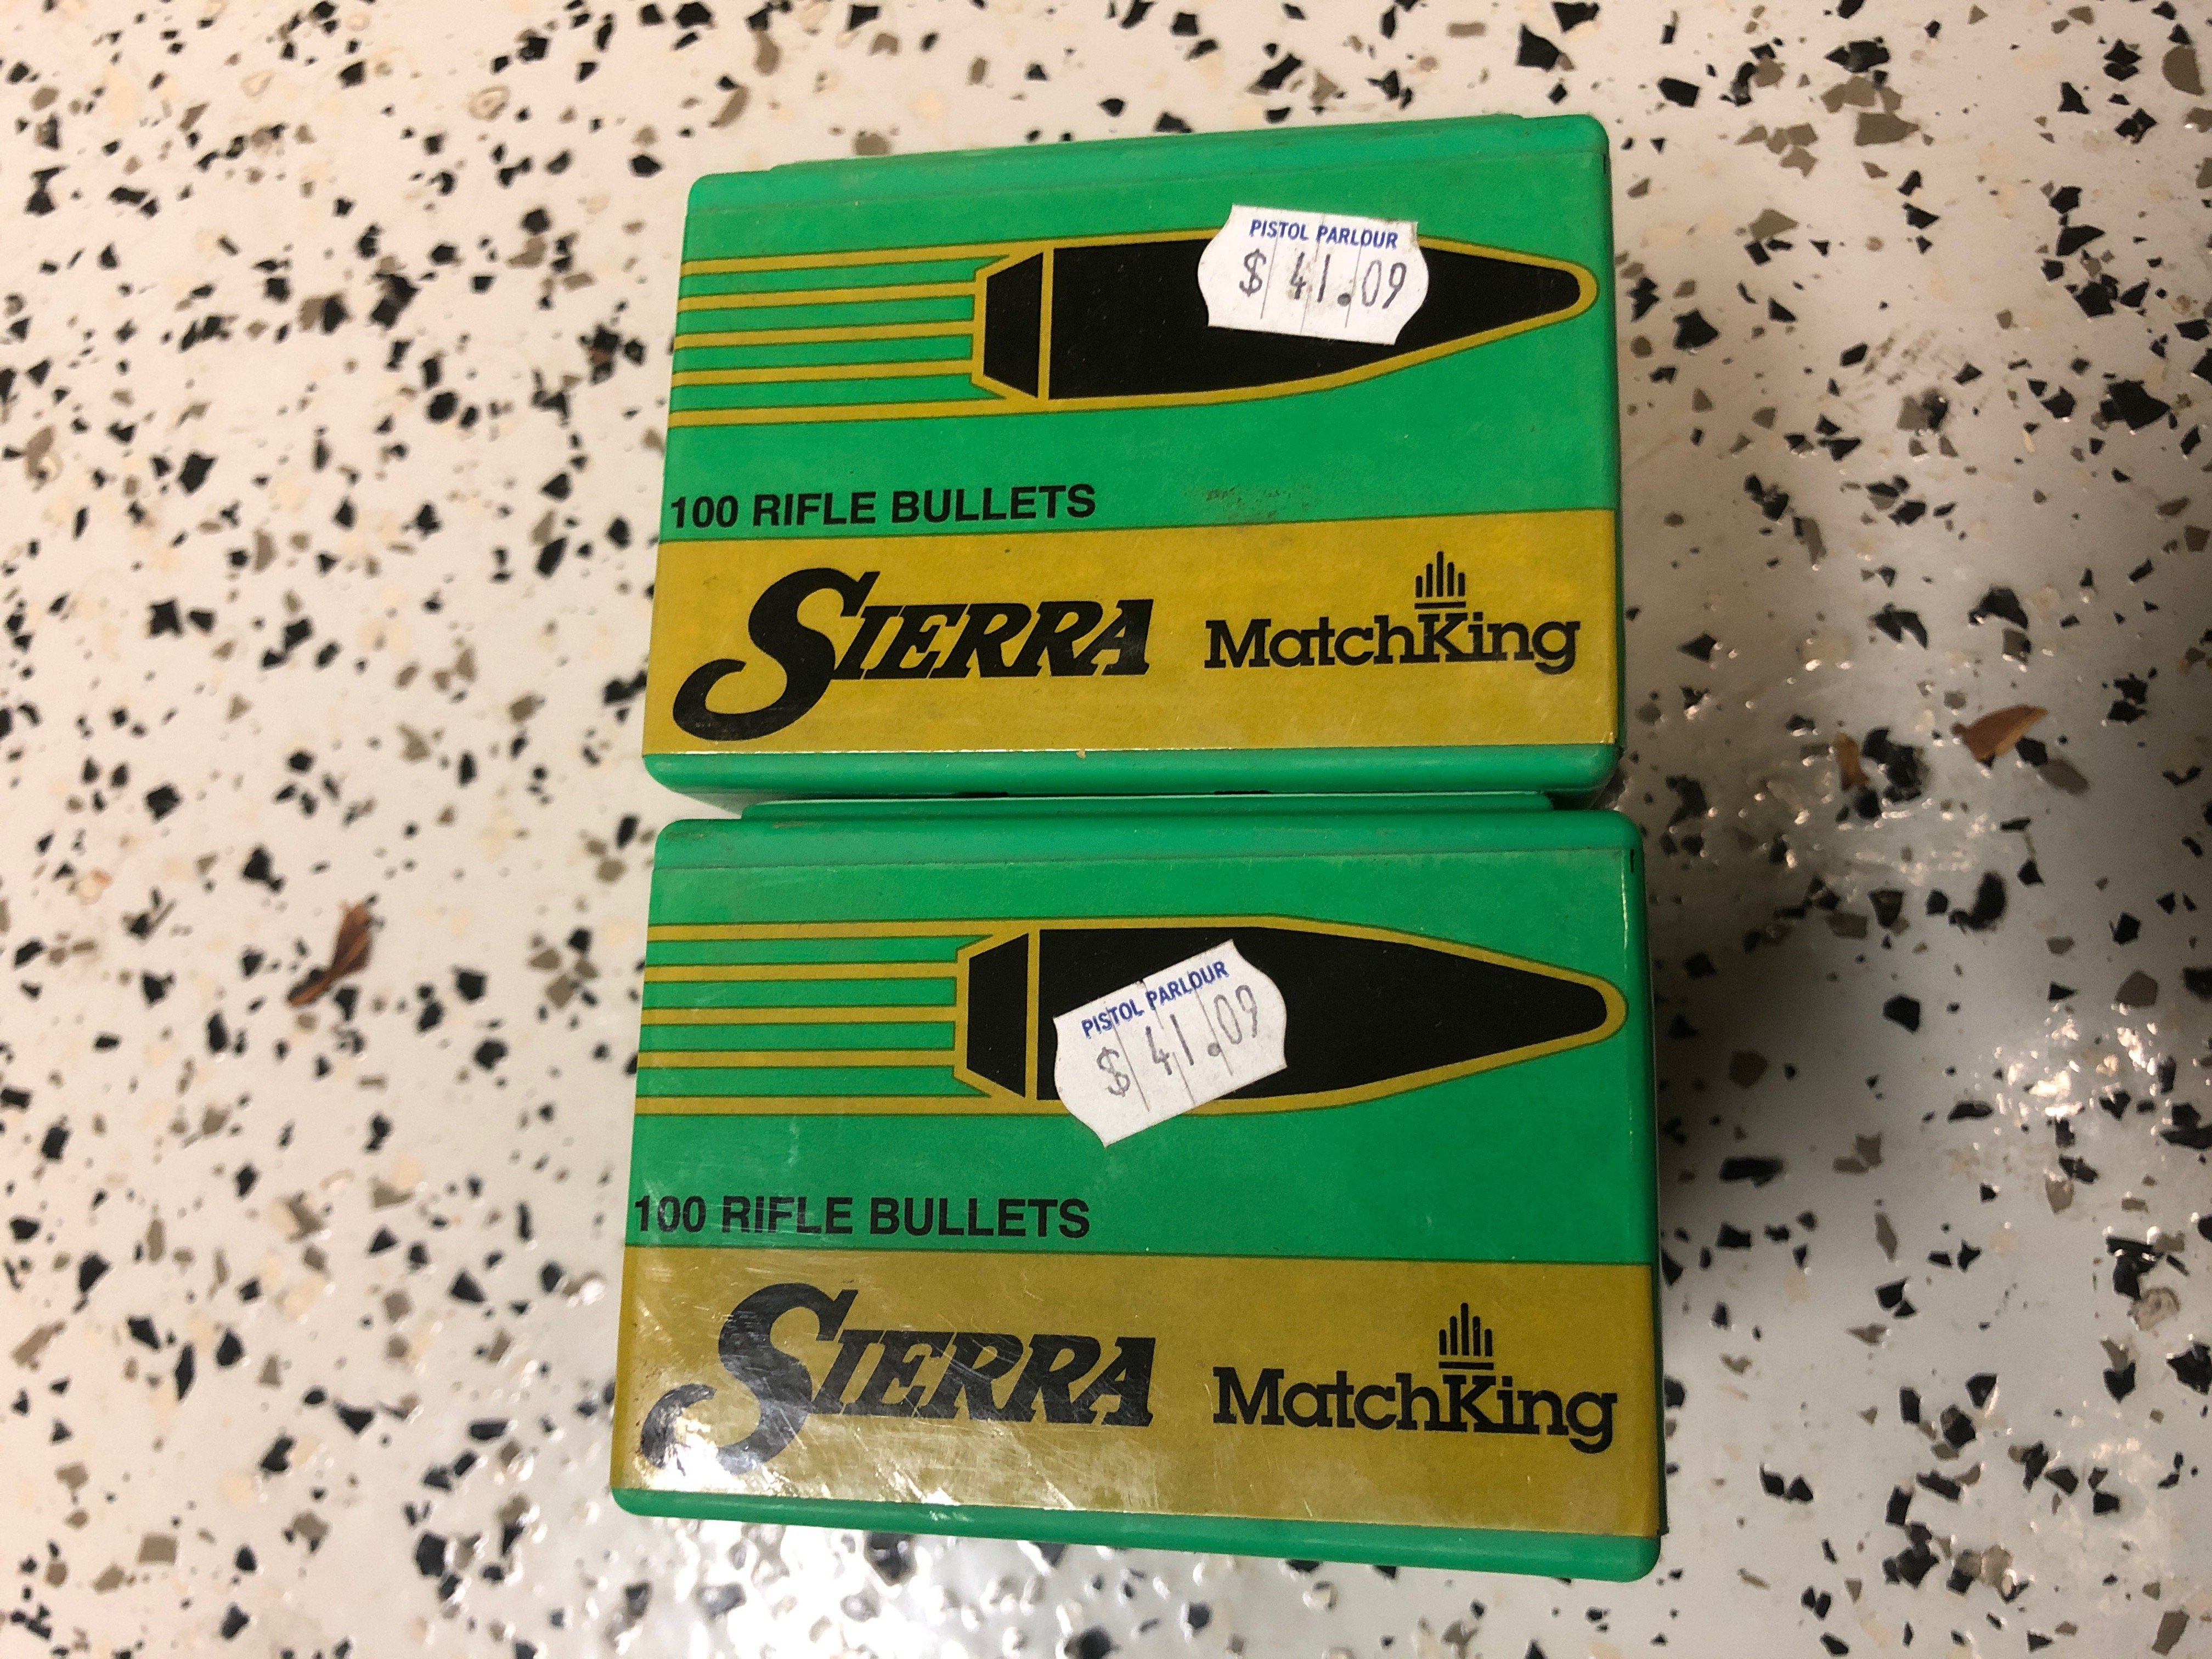 PISTOL PARLOUR
$ 41.09
100 RIFLE BULLETS
SIERRA MatchKing
PISTOL PARLOUR
$ 41.09
100 RIFLE BULLETS
SIERRA MatchKing